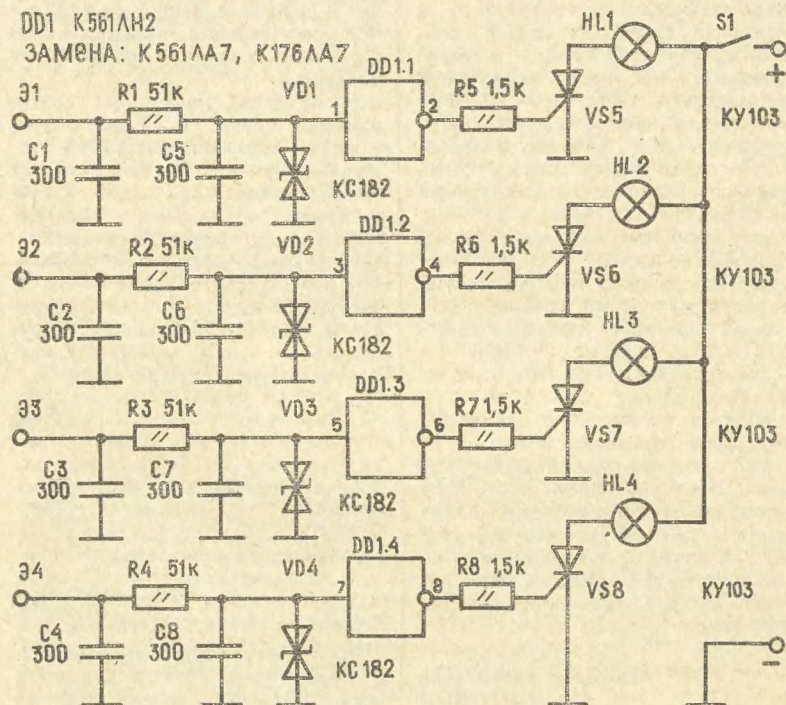 DD1 К561ЛН2
ЗАМЕНА: К561ЛА7, К176ЛА7
Э1
R1 51к
VD1
DD1.1
1
2
R5 1,5к
HL1
S1
+
C1
300
C5
300
КС182
VS5
КУ103
Э2
R2 51к
VD2
DD1.2
3
4
R6 1,5к
HL2
C2
300
C6
300
КС182
VS6
КУ103
Э3
R3 51к
VD3
DD1.3
5
6
R7 1,5к
HL3
C3
300
C7
300
КС182
VS7
КУ103
Э4
R4 51к
VD4
DD1.4
7
8
R8 1,5к
HL4
C4
300
C8
300
КС182
VS8
КУ103
−